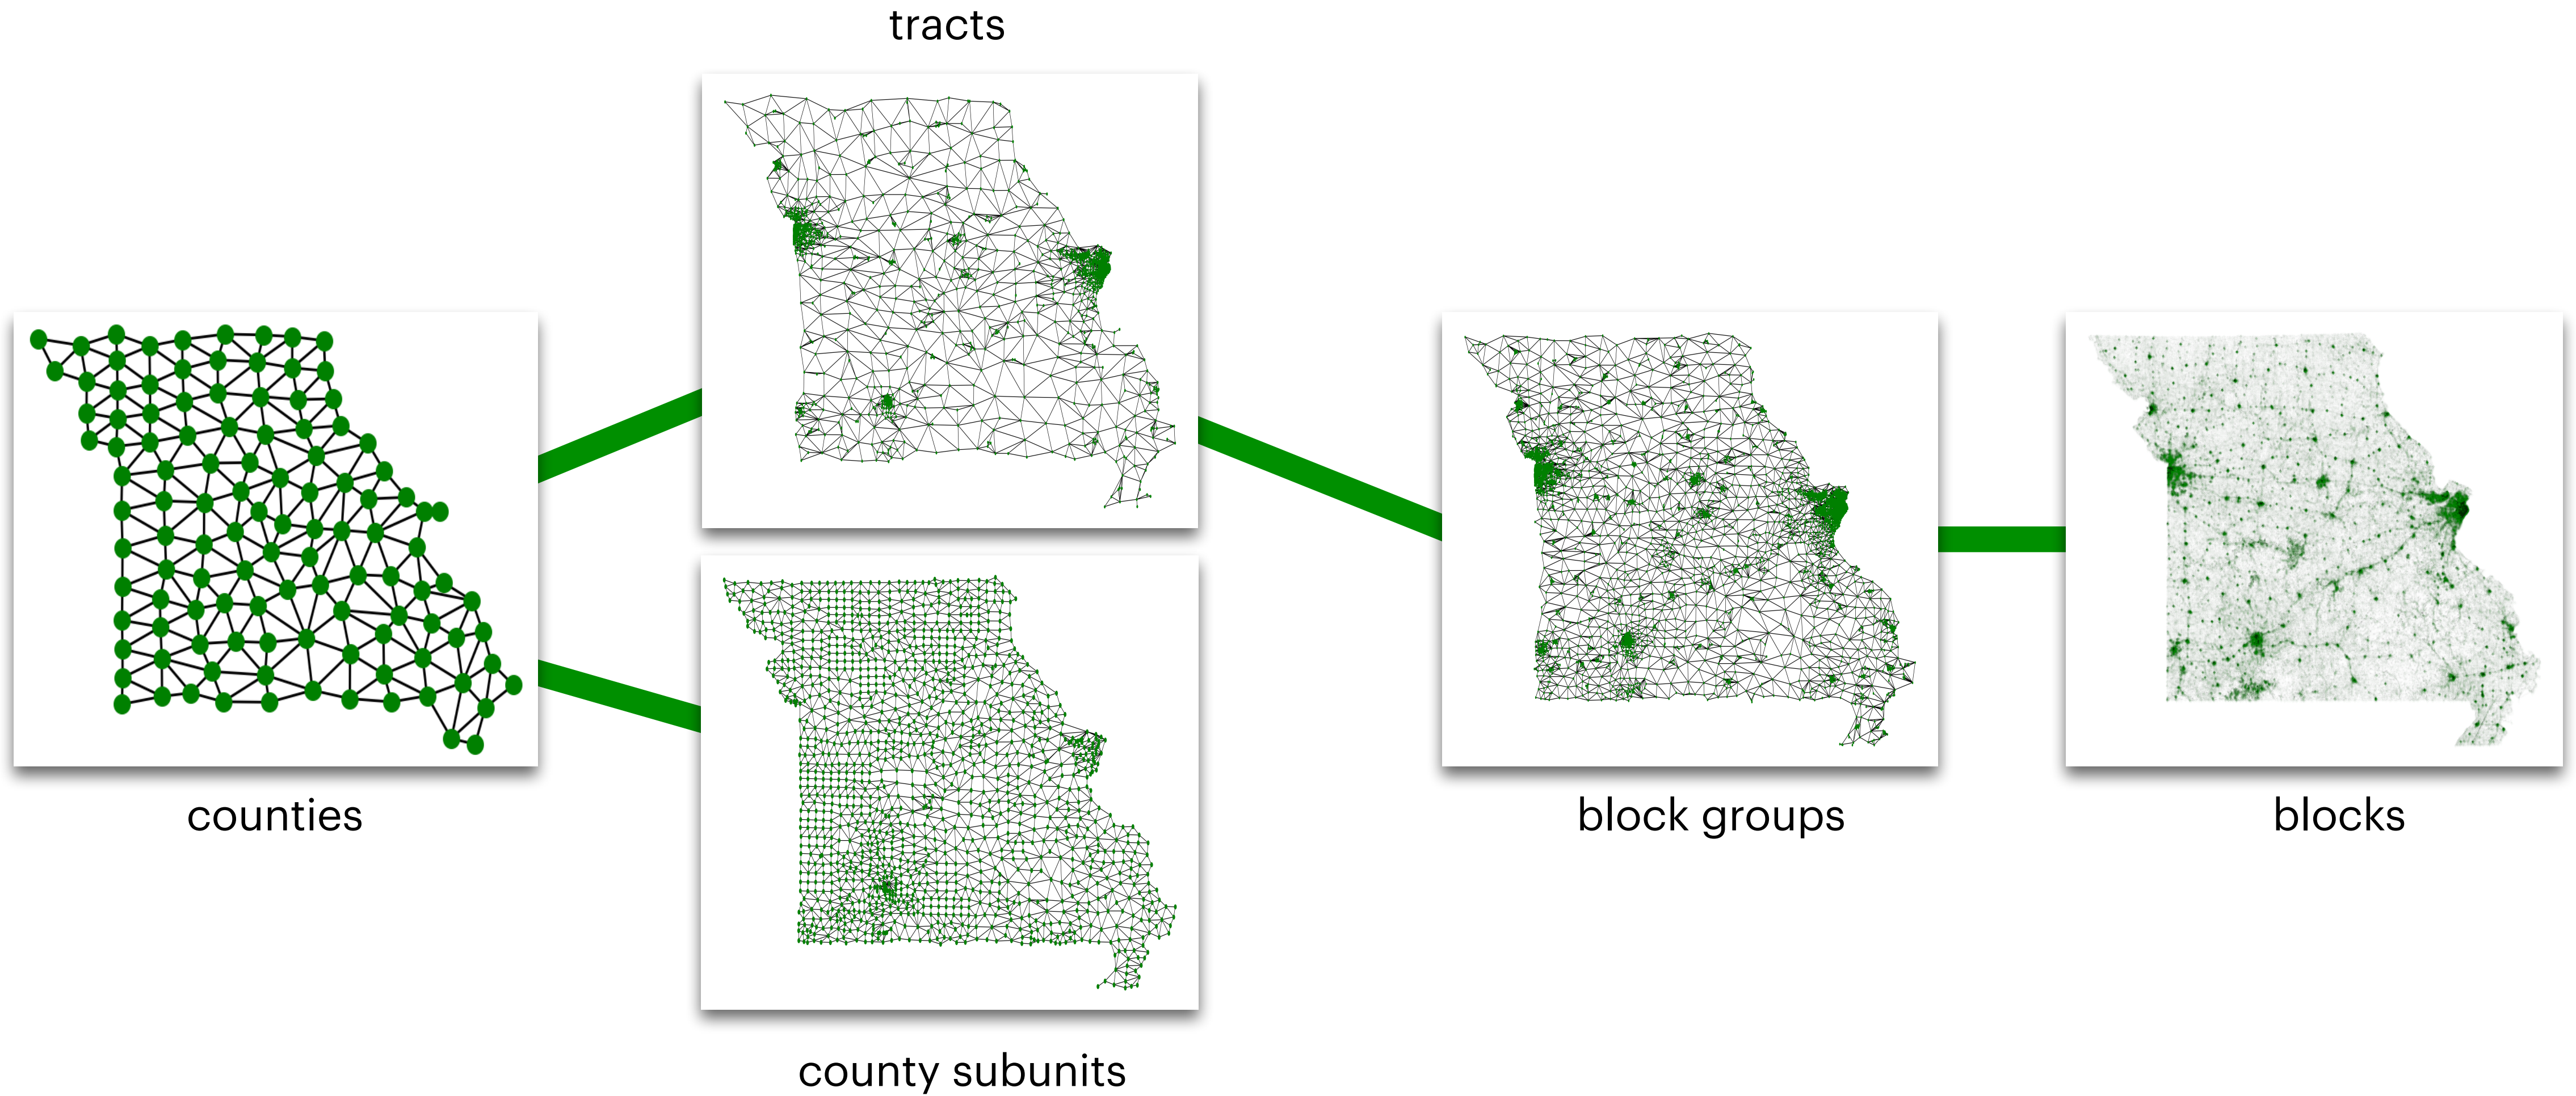 tracts
counties
block groups
blocks
county subunits